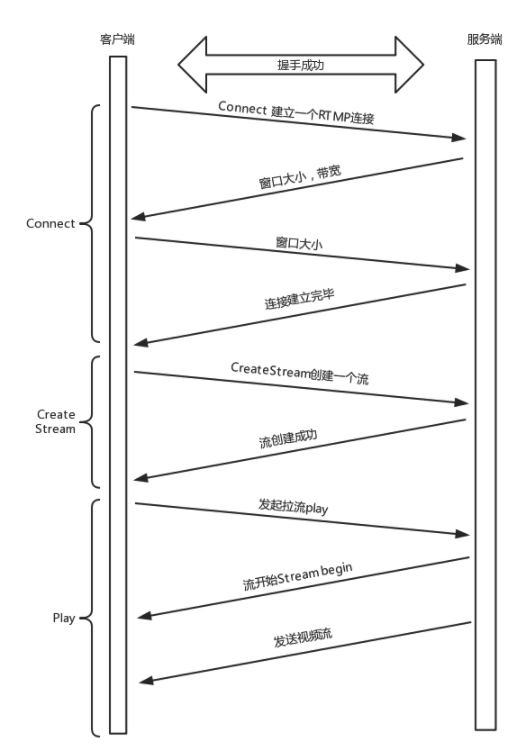 客户端
服务端
握手成功
Connect 建立一个RTMP连接
窗口大小，带宽
Connect
窗口大小
连接建立完毕
CreateStream创建一个流
Create
Stream
流创建成功
发起拉流play
流开始Stream begin
Play
发送视频流